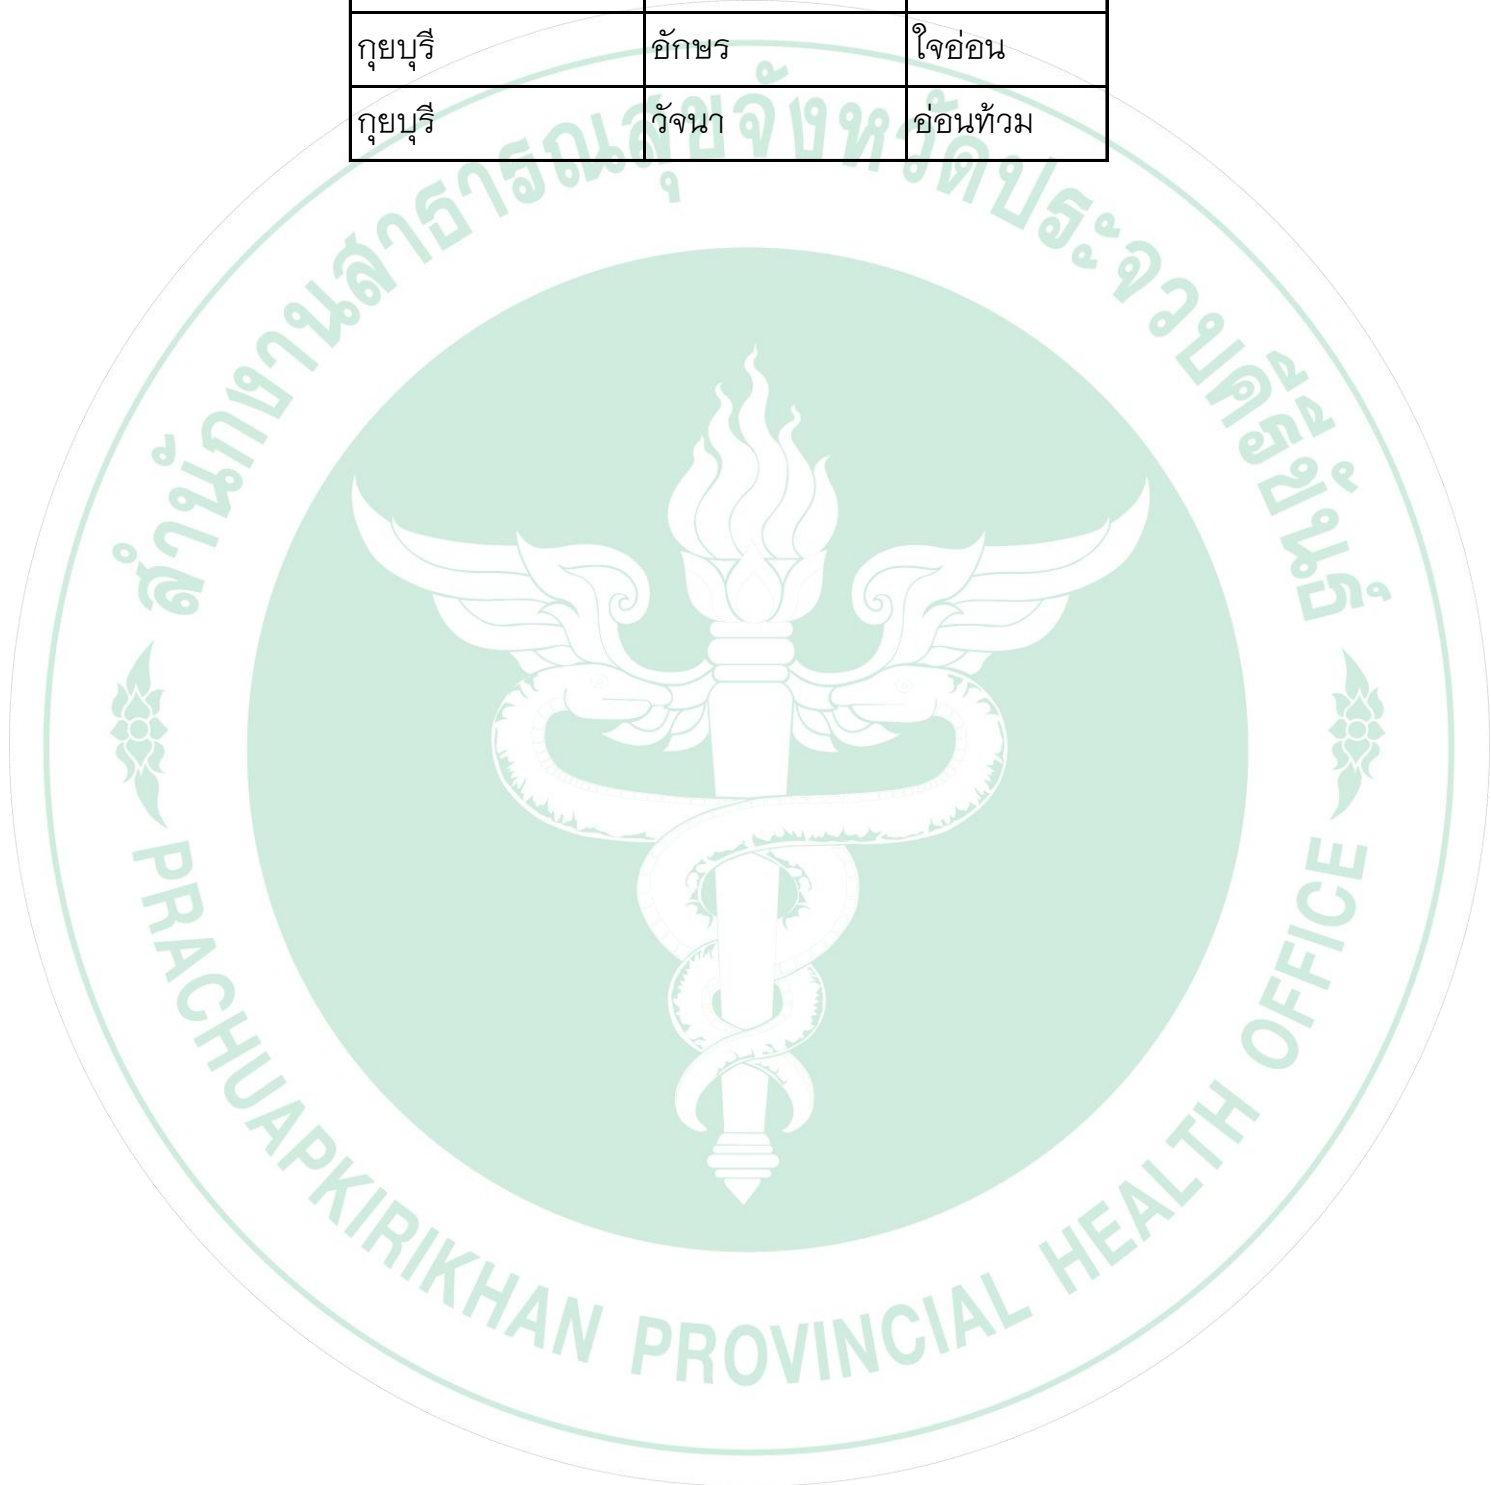 กุยบุรี อักษร ใจอ่อน
กุยบุรี วัจนา อ่อนท้วม
สำนักงานสาธารณสุขจังหวัดประจวบคีรีขันธ์
PRACHUAPKIRIKHAN PROVINCIAL HEALTH OFFICE